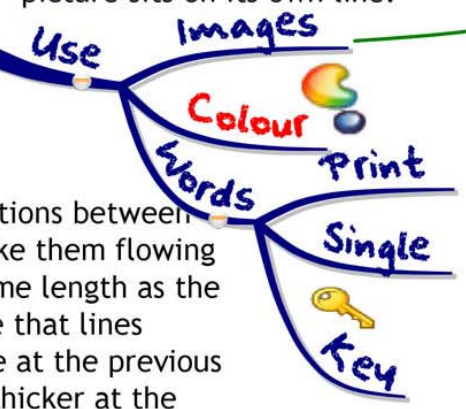 picture sits on its own line.
Use
Images
Colour
Words
Print
Single
Key
tions between
ke them flowing
me length as the
e that lines
e at the previous
hicker at the